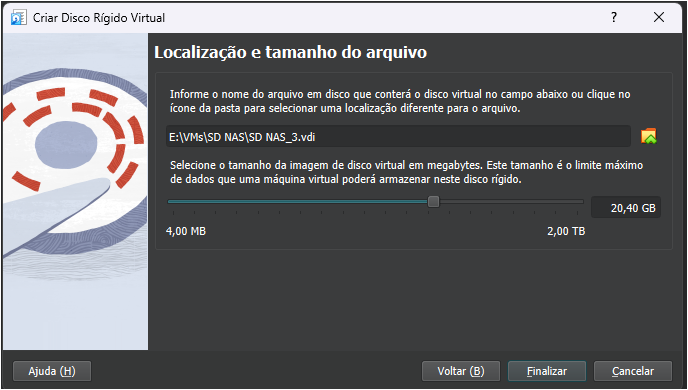 Criar Disco Rígido Virtual
?
Localização e tamanho do arquivo
Informe o nome do arquivo em disco que conterá o disco virtual no campo abaixo ou clique no
ícone da pasta para selecionar uma localização diferente para o arquivo.
E:\VMs\SD NAS\SD NAS_3.vdi
Selecione o tamanho da imagem de disco virtual em megabytes. Este tamanho é o limite máximo
de dados que uma máquina virtual poderá armazenar neste disco rígido.
20,40 GB
4,00 MB 2,00 TB
Ajuda (H) Voltar (B) Finalizar Cancelar